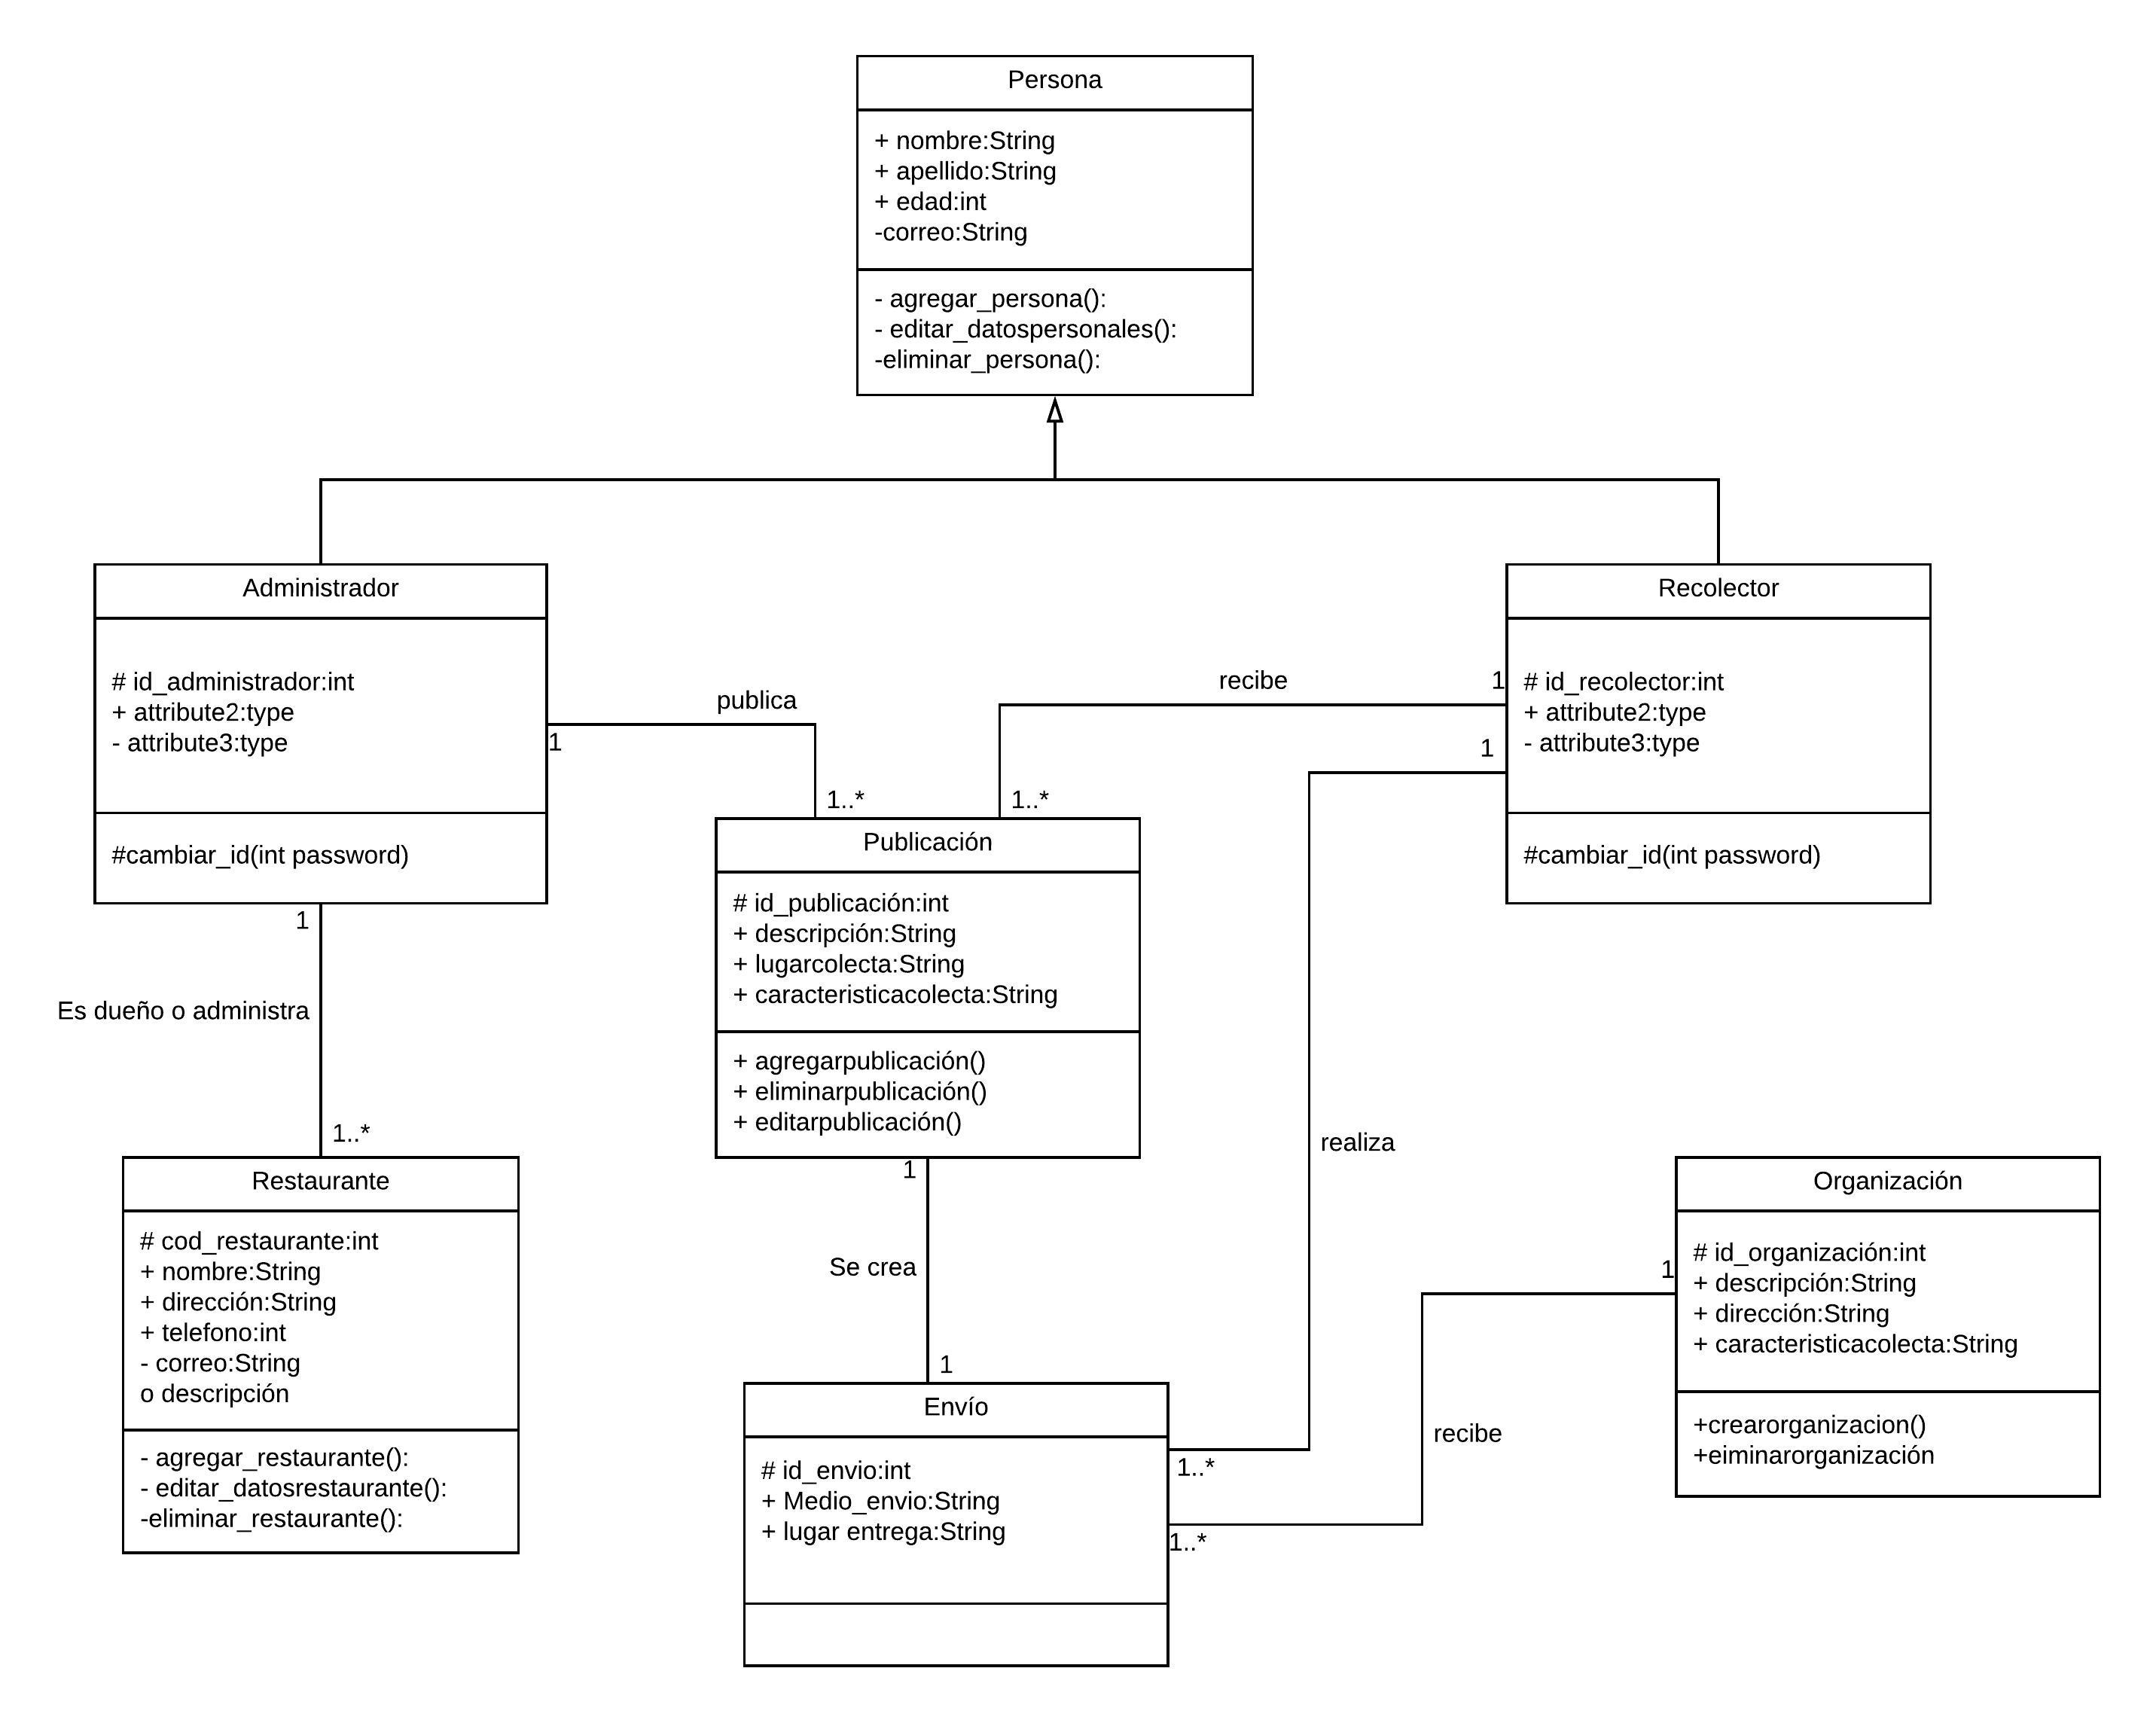 Persona
+ nombre:String
+ apellido:String
+ edad:int
-correo:String
- agregar_persona():
- editar_datospersonales():
-eliminar_persona():
Administrador
# id_administrador:int
+ attribute2:type
- attribute3:type
#cambiar_id(int password)
publica
1
1..*
recibe
1
1..*
Recolector
# id_recolector:int
+ attribute2:type
- attribute3:type
#cambiar_id(int password)
1
Publicación
# id_publicación:int
+ descripción:String
+ lugarcolecta:String
+ caracteristicacolecta:String
+ agregarpublicación()
+ eliminarpublicación()
+ editarpublicación()
1
Es dueño o administra
1..*
Restaurante
# cod_restaurante:int
+ nombre:String
+ dirección:String
+ telefono:int
- correo:String
o descripción
- agregar_restaurante():
- editar_datosrestaurante():
-eliminar_restaurante():
1
Se crea
1
realiza
Envío
# id_envio:int
+ Medio_envio:String
+ lugar entrega:String
1..*
1..*
recibe
1
Organización
# id_organización:int
+ descripción:String
+ dirección:String
+ caracteristicacolecta:String
+crearorganizacion()
+eiminarorganización